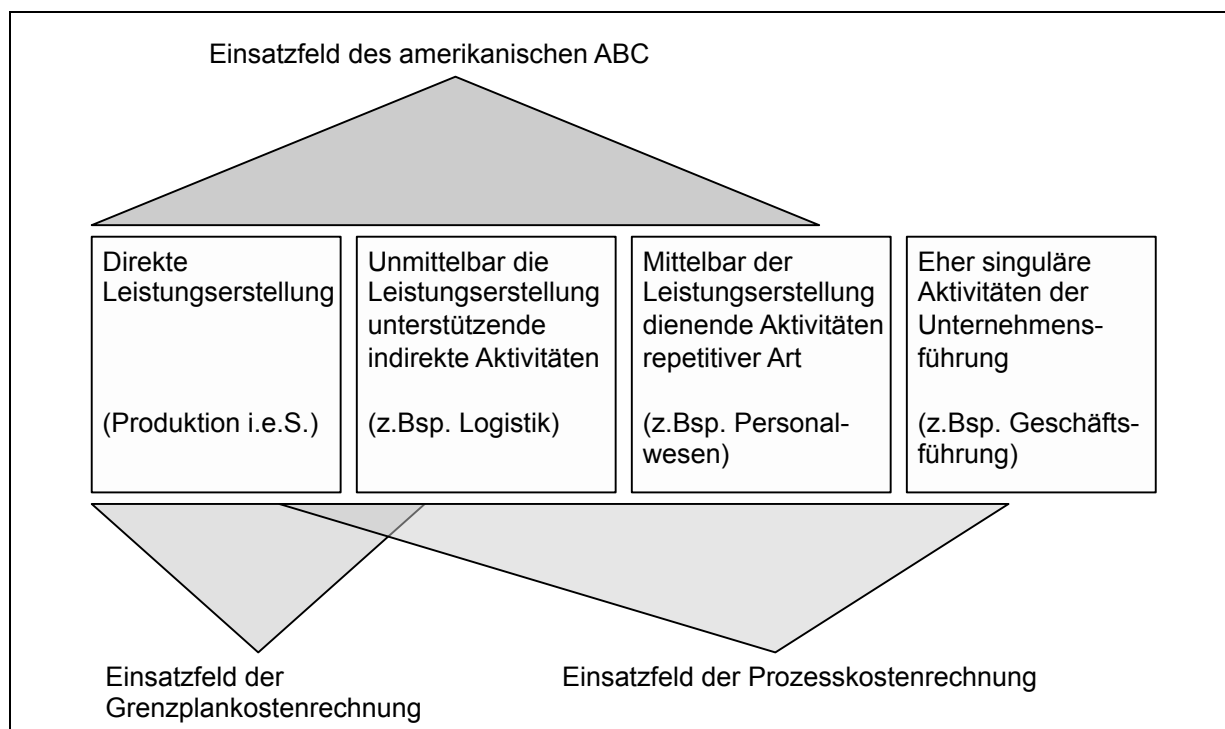 Einsatzfeld des amerikanischen ABC
Direkte
Leistungserstellung
(Produktion i.e.S.)
Unmittelbar die
Leistungserstellung
unterstützende
indirekte Aktivitäten
(z.Bsp. Logistik)
Mittelbar der
Leistungserstellung
dienende Aktivitäten
repetitiver Art
(z.Bsp. Personal-
wesen)
Eher singuläre
Aktivitäten der
Unternehmens-
führung
(z.Bsp. Geschäfts-
führung)
Einsatzfeld der
Grenzplankostenrechnung
Einsatzfeld der Prozesskostenrechnung